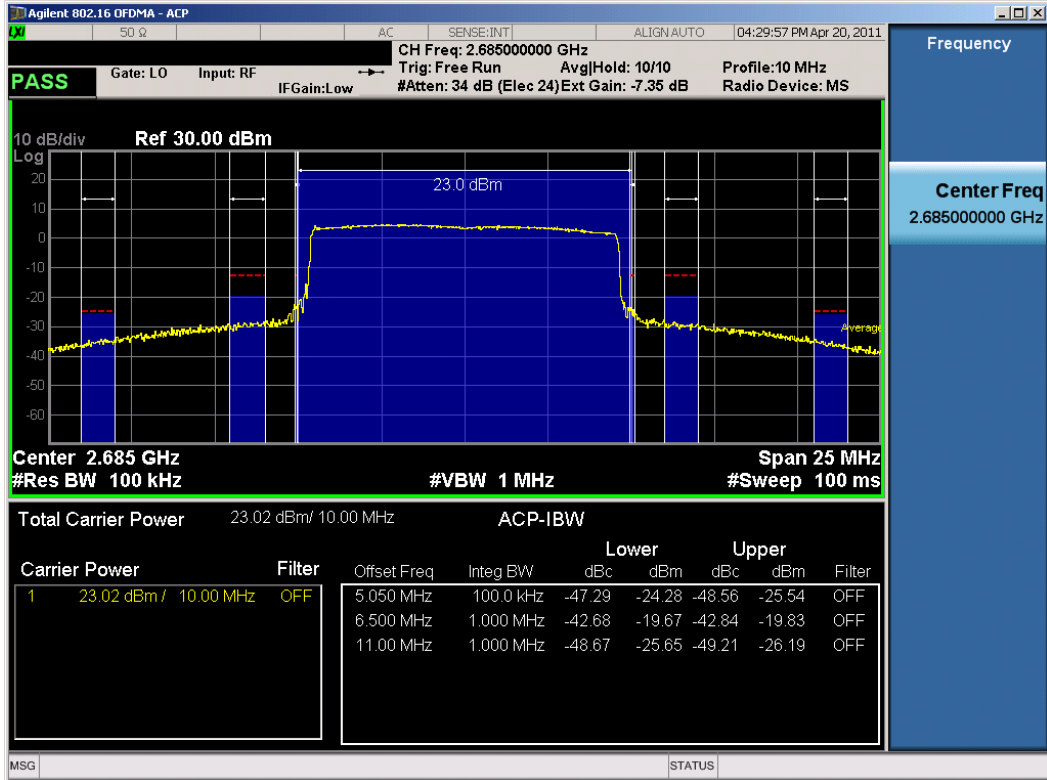 Agilent 802.16 OFDMA - ACP
LXI 50 Ω AC SENSE:INT ALIGN AUTO 04:29:57 PM Apr 20, 2011
CH Freq: 2.685000000 GHz
PASS Gate: LO Input: RF Trig: Free Run Avg|Hold: 10/10 Profile:10 MHz
IFGain:Low #Atten: 34 dB (Elec 24) Ext Gain: -7.35 dB Radio Device: MS
10 dB/div Ref 30.00 dBm
Log
20
23.0 dBm
10
0
-10
-20
-30
Average
-40
-50
-60
Center 2.685 GHz Span 25 MHz
#Res BW 100 kHz #VBW 1 MHz #Sweep 100 ms
Total Carrier Power 23.02 dBm/ 10.00 MHz ACP-IBW
Lower Upper
Carrier Power Filter Offset Freq Integ BW dBc dBm dBc dBm Filter
1 23.02 dBm / 10.00 MHz OFF 5.050 MHz 100.0 kHz -47.29 -24.28 -48.56 -25.54 OFF
6.500 MHz 1.000 MHz -42.68 -19.67 -42.84 -19.83 OFF
11.00 MHz 1.000 MHz -48.67 -25.65 -49.21 -26.19 OFF
MSG STATUS
Frequency
Center Freq
2.685000000 GHz